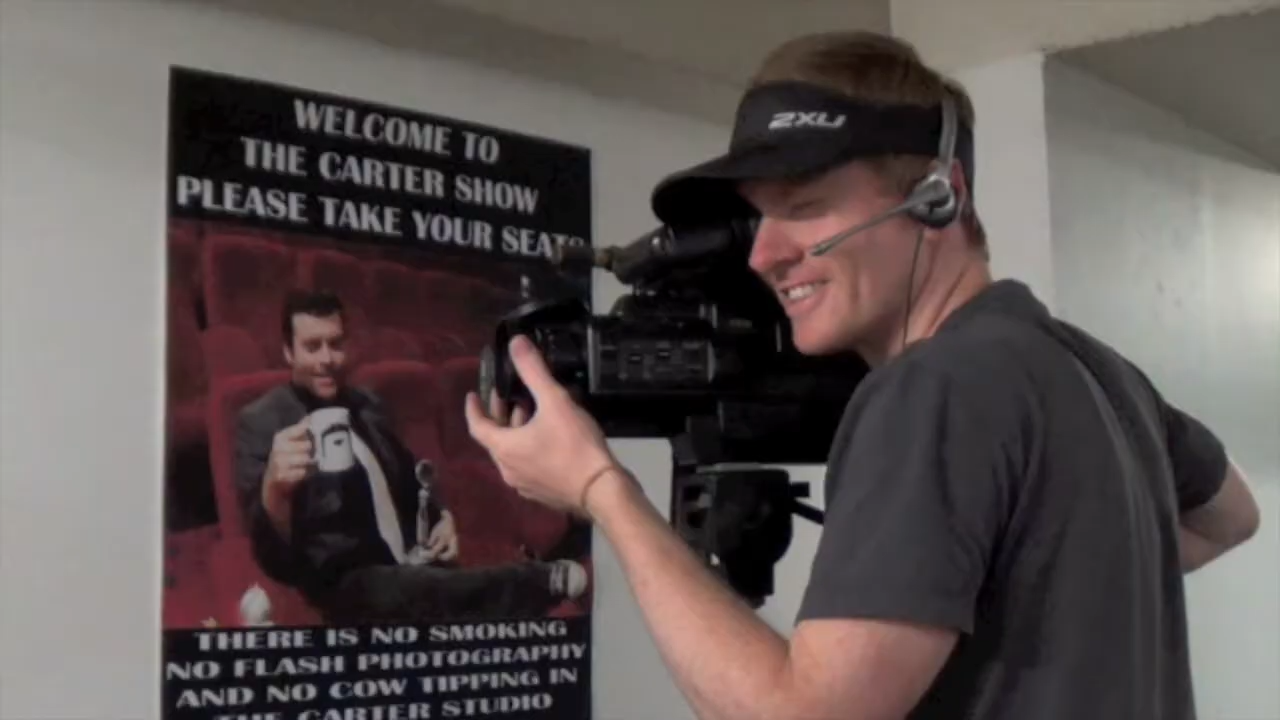 WELCOME TO
THE CARTER SHOW
PLEASE TAKE YOUR SEATS
2XU
THERE IS NO SMOKING
NO FLASH PHOTOGRAPHY
AND NO COW TIPPING IN
THE CARTER STUDIO